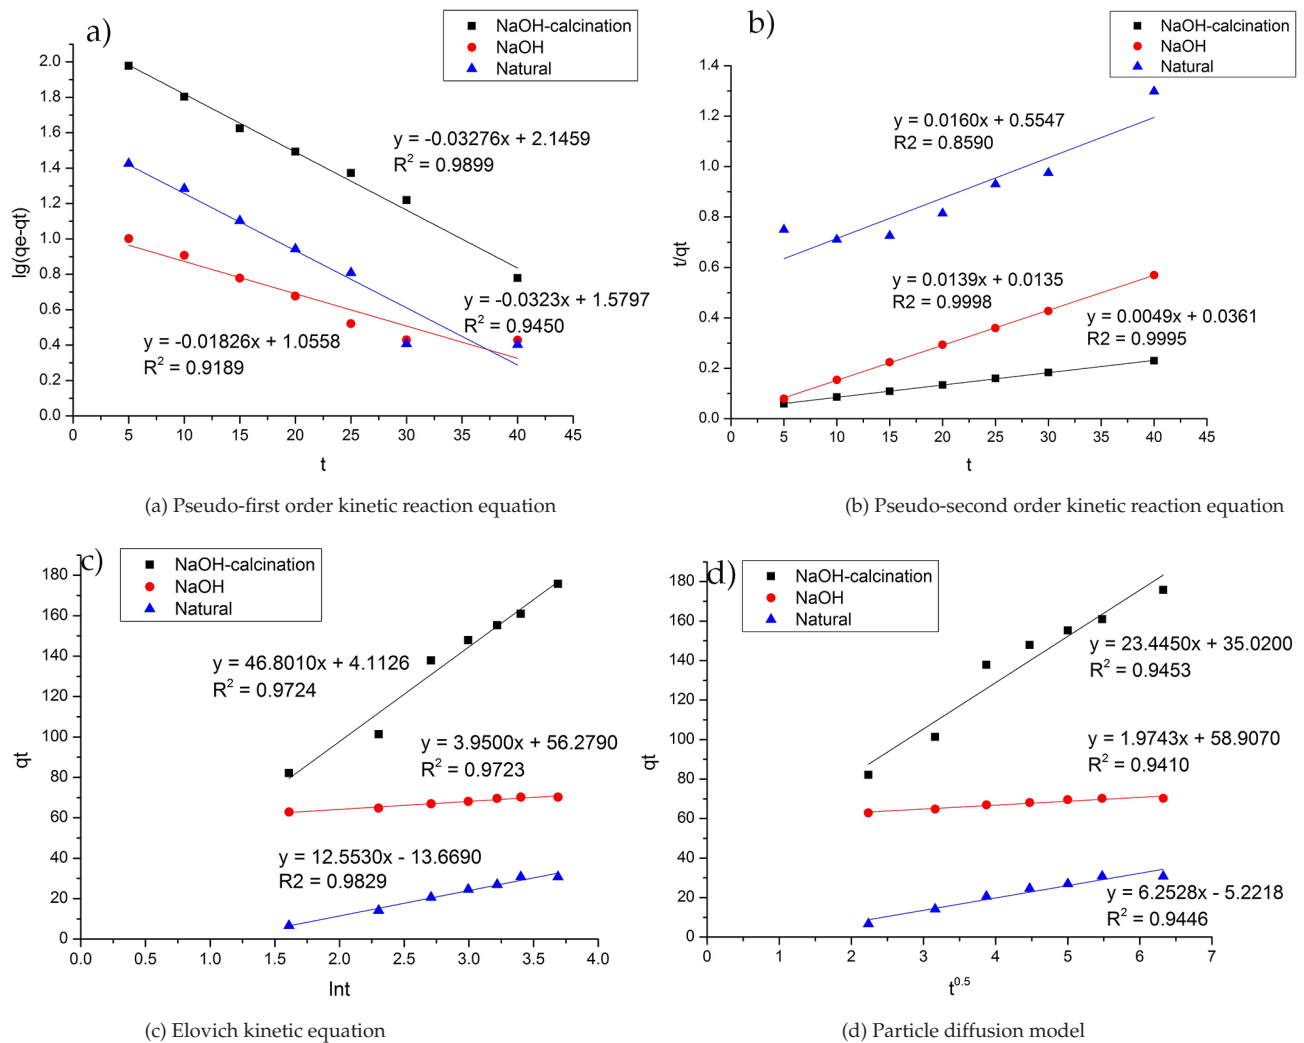 a)
NaOH-calcination
NaOH
Natural
2.0
1.8
1.6
1.4
1.2
1.0
0.8
0.6
0.4
0.2
0.0
lg(qe-qt)
y = -0.03276x + 2.1459
R² = 0.9899
y = -0.0323x + 1.5797
R² = 0.9450
y = -0.01826x + 1.0558
R² = 0.9189
0 5 10 15 20 25 30 35 40 45
t
(a) Pseudo-first order kinetic reaction equation
b)
NaOH-calcination
NaOH
Natural
1.4
1.2
1.0
0.8
0.6
0.4
0.2
0.0
t/qt
y = 0.0160x + 0.5547
R2 = 0.8590
y = 0.0139x + 0.0135
R2 = 0.9998
y = 0.0049x + 0.0361
R2 = 0.9995
0 5 10 15 20 25 30 35 40 45
t
(b) Pseudo-second order kinetic reaction equation
c)
NaOH-calcination
NaOH
Natural
180
160
140
120
100
80
60
40
20
0
qt
y = 46.8010x + 4.1126
R² = 0.9724
y = 3.9500x + 56.2790
R² = 0.9723
y = 12.5530x - 13.6690
R2 = 0.9829
0.0 0.5 1.0 1.5 2.0 2.5 3.0 3.5 4.0
lnt
(c) Elovich kinetic equation
d)
NaOH-calcination
NaOH
Natural
180
160
140
120
100
80
60
40
20
0
qt
y = 23.4450x + 35.0200
R² = 0.9453
y = 1.9743x + 58.9070
R² = 0.9410
y = 6.2528x - 5.2218
R² = 0.9446
0 1 2 3 4 5 6 7
t^0.5
(d) Particle diffusion model